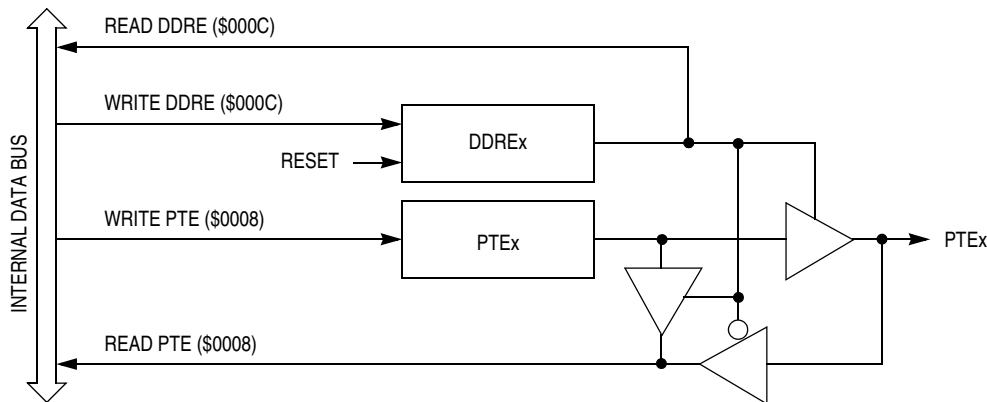 READ DDRE ($000C)
WRITE DDRE ($000C)
DDREx
RESET
INTERNAL DATA BUS
WRITE PTE ($0008)
PTEx
PTEx
READ PTE ($0008)